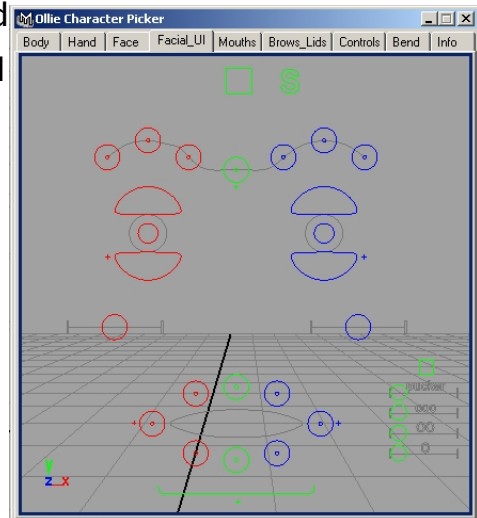 Ollie Character Picker
Body Hand Face Facial_UI Mouths Brows_Lids Controls Bend Info
S
pucker
ooo
OO
O
y
z x